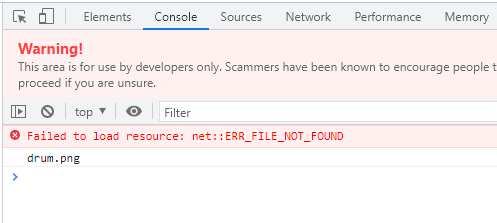 Elements Console Sources Network Performance Memory
Warning!
This area is for use by developers only. Scammers have been known to encourage people t
proceed if you are unsure.
top Filter
Failed to load resource: net::ERR_FILE_NOT_FOUND
drum.png